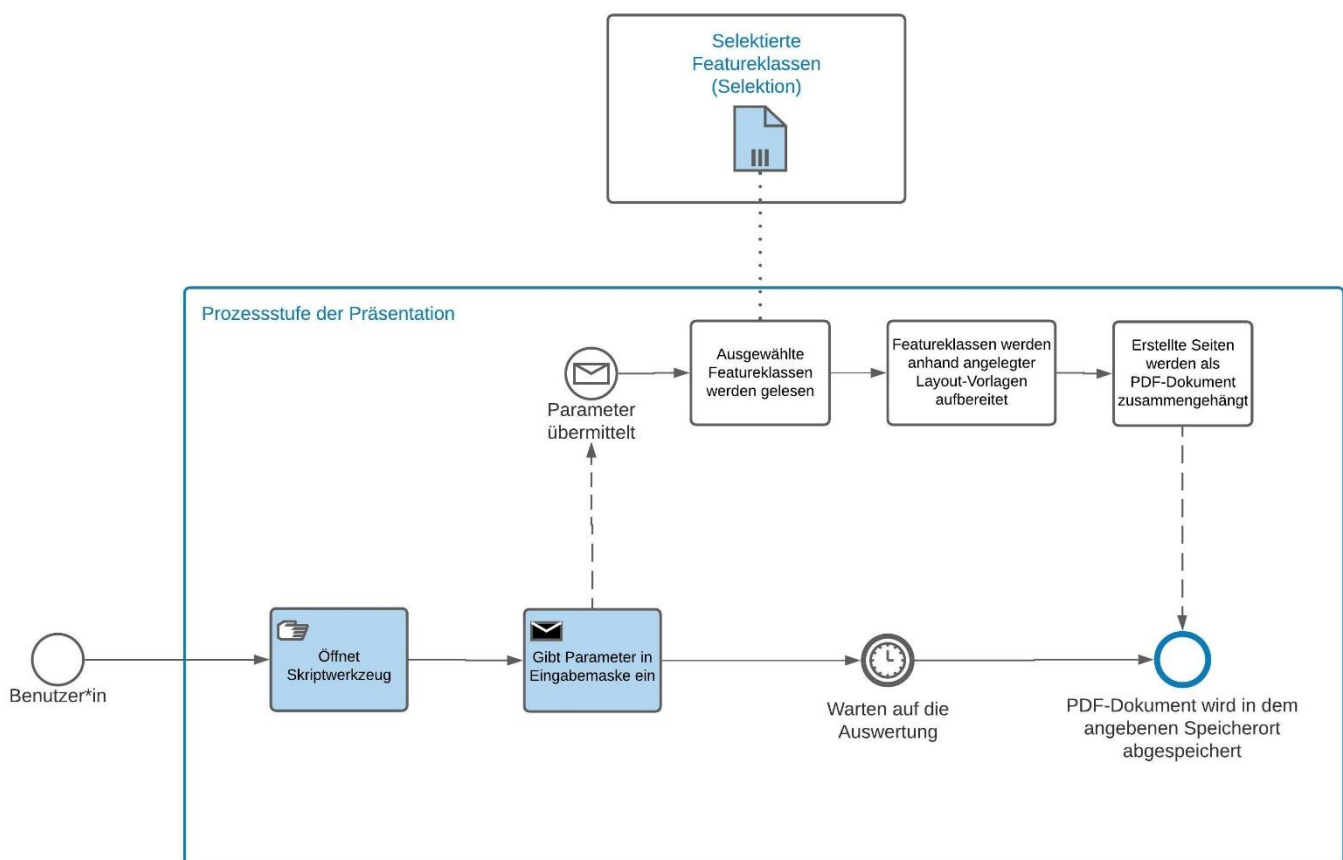 Selektierte
Featureklassen
(Selektion)
Prozessstufe der Präsentation
Parameter
übermittelt
Ausgewählte
Featureklassen
werden gelesen
Featureklassen werden
anhand angelegter
Layout-Vorlagen
aufbereitet
Erstellte Seiten
werden als
PDF-Dokument
zusammengehängt
Benutzer*in
Öffnet
Skriptwerkzeug
Gibt Parameter in
Eingabemaske ein
Warten auf die
Auswertung
PDF-Dokument wird in dem
angebenen Speicherort
abgespeichert